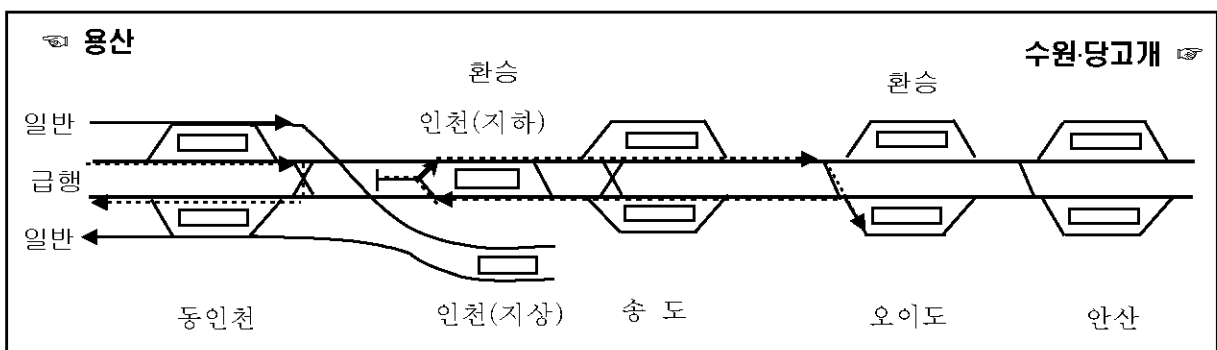 ☜ 용산
수원·당고개 ☞
환승
환승
일반
인천(지하)
급행
일반
동인천
인천(지상)
송 도
오이도
안산